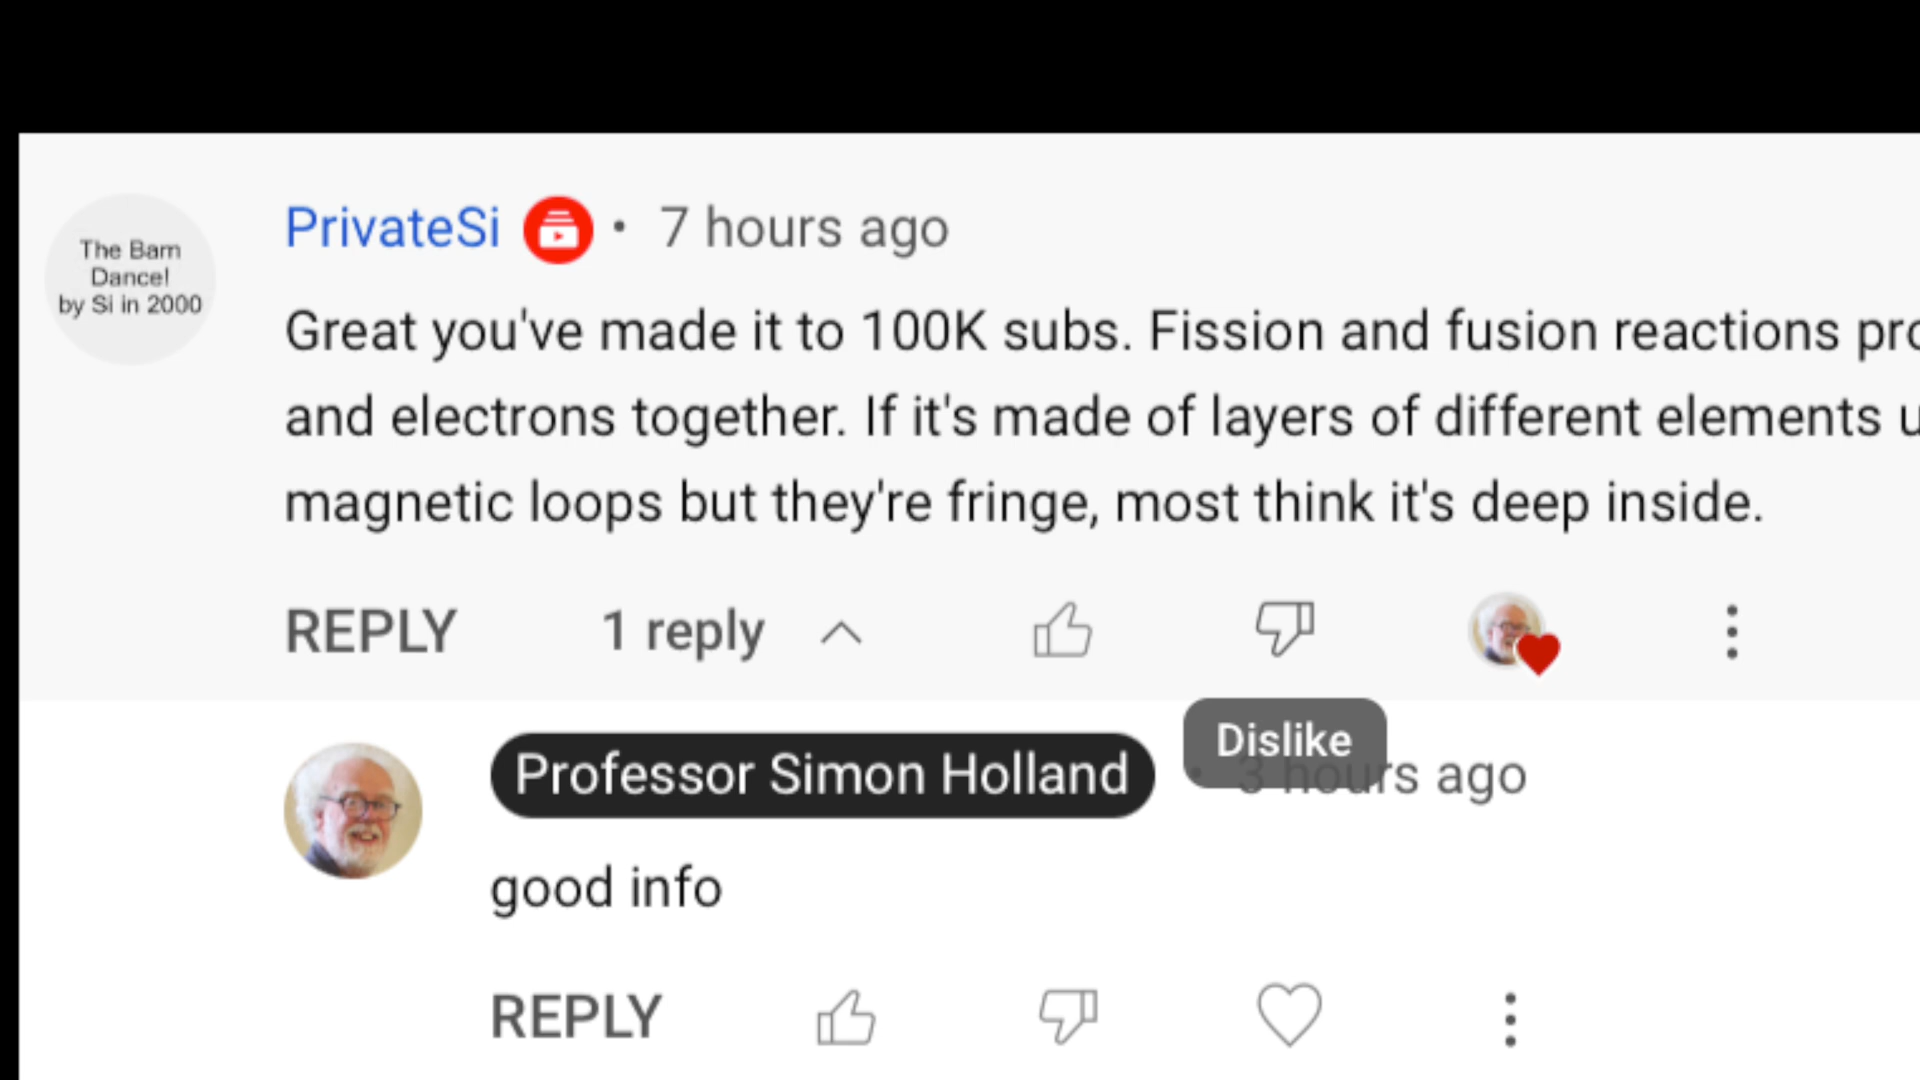 The Barn
Dance!
by Si in 2000
PrivateSi • 7 hours ago
Great you've made it to 100K subs. Fission and fusion reactions
and electrons together. If it's made of layers of different elements
magnetic loops but they're fringe, most think it's deep inside.
REPLY 1 reply
Dislike
Professor Simon Holland • 3 hours ago
good info
REPLY